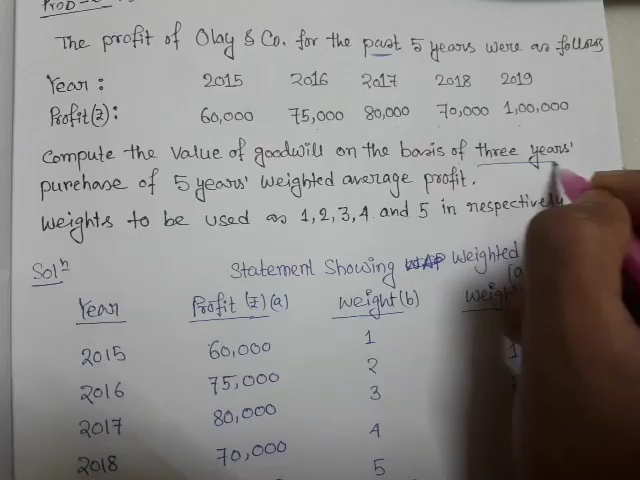 The profit of Olay & Co. for the past 5 years were as follows
Year: 2015 2016 2017 2018 2019
Profit(₹): 60,000 75,000 80,000 70,000 1,00,000
Compute the value of goodwill on the basis of three years'
purchase of 5 years' weighted average profit.
Weights to be used as 1, 2, 3, 4 and 5 in respectively
Solⁿ Statement Showing Weighted
Year Profit (₹)(a) Weight (b) Weigh
2015 60,000 1
2016 75,000 2
2017 80,000 3
2018 70,000 4
5